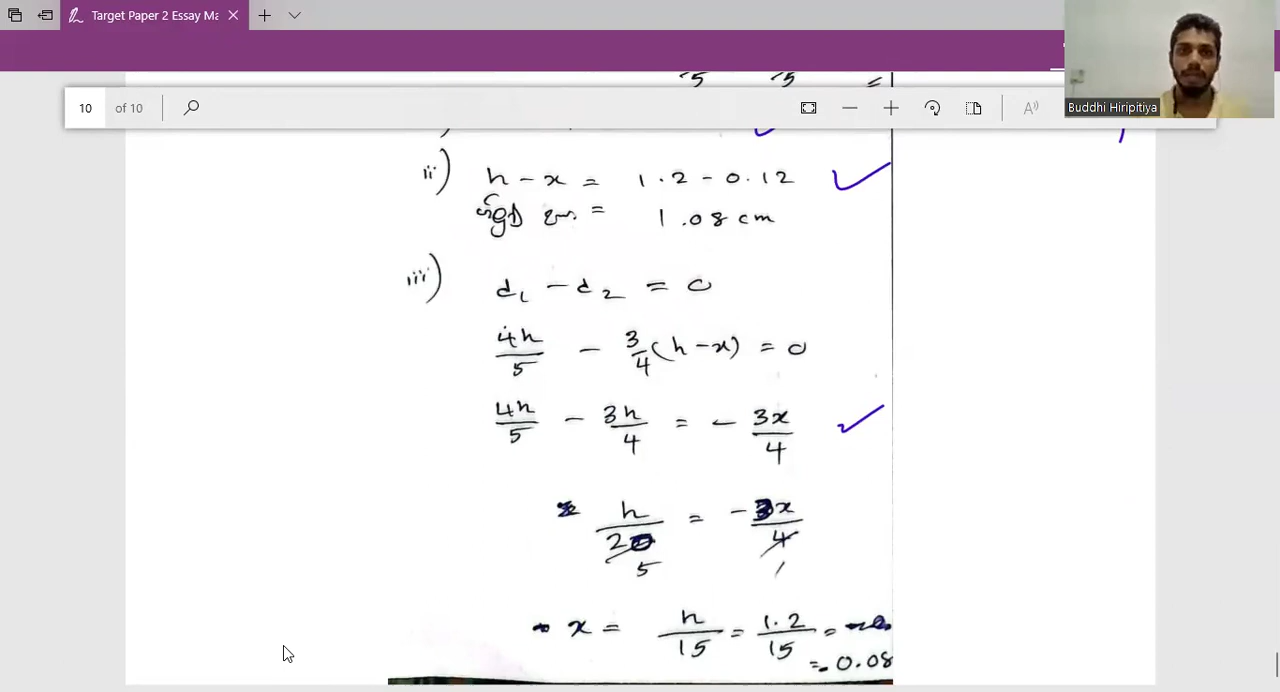 Target Paper 2 Essay Ma
10 of 10
Buddhi Hiripitiya
ii) h - x = 1.2 - 0.12
= 1.08 cm
iii) d₁ - d₂ = 0
4h/5 - 3/4 (h - x) = 0
4h/5 - 3h/4 = - 3x/4
h/20 5 = - 3x/4 1
x = h/15 = 1.2/15 =
= 0.08